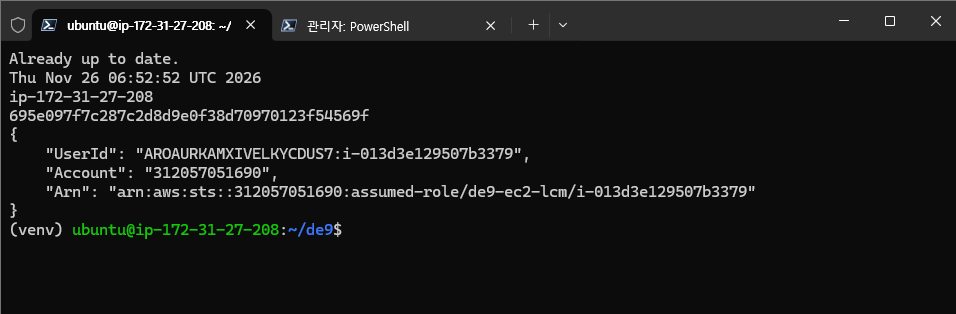 ubuntu@ip-172-31-27-208: ~/
관리자: PowerShell
Already up to date.
Thu Nov 26 06:52:52 UTC 2026
ip-172-31-27-208
695e097f7c287c2d8d9e0f38d70970123f54569f
{
    "UserId": "AROAURKAMXIVELKYCDUS7:i-013d3e129507b3379",
    "Account": "312057051690",
    "Arn": "arn:aws:sts::312057051690:assumed-role/de9-ec2-lcm/i-013d3e129507b3379"
}
(venv) ubuntu@ip-172-31-27-208:~/de9$